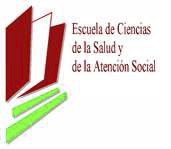 Escuela de Ciencias
de la Salud y
de la Atención Social